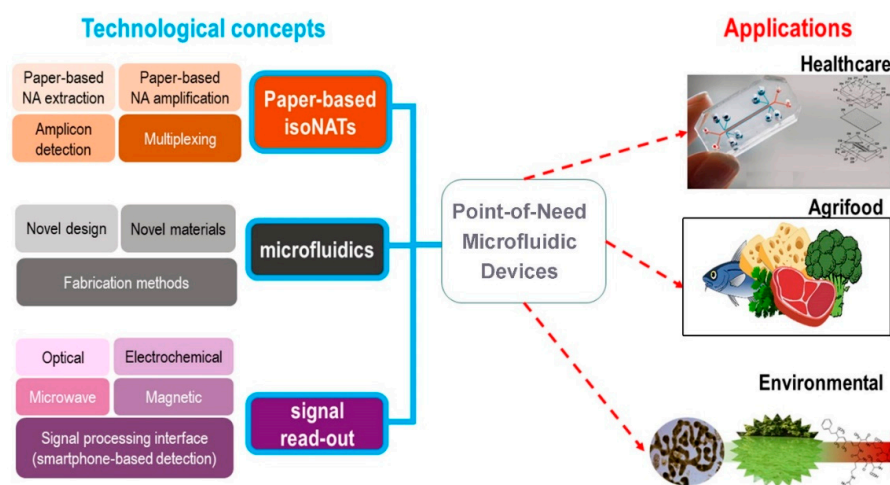 Technological concepts
Paper-based
NA extraction
Paper-based
NA amplification
Amplicon
detection
Multiplexing
Paper-based
isoNATs
Novel design
Novel materials
Fabrication methods
microfluidics
Optical
Electrochemical
Microwave
Magnetic
Signal processing interface
(smartphone-based detection)
signal
read-out
Point-of-Need
Microfluidic
Devices
Applications
Healthcare
Agrifood
Environmental